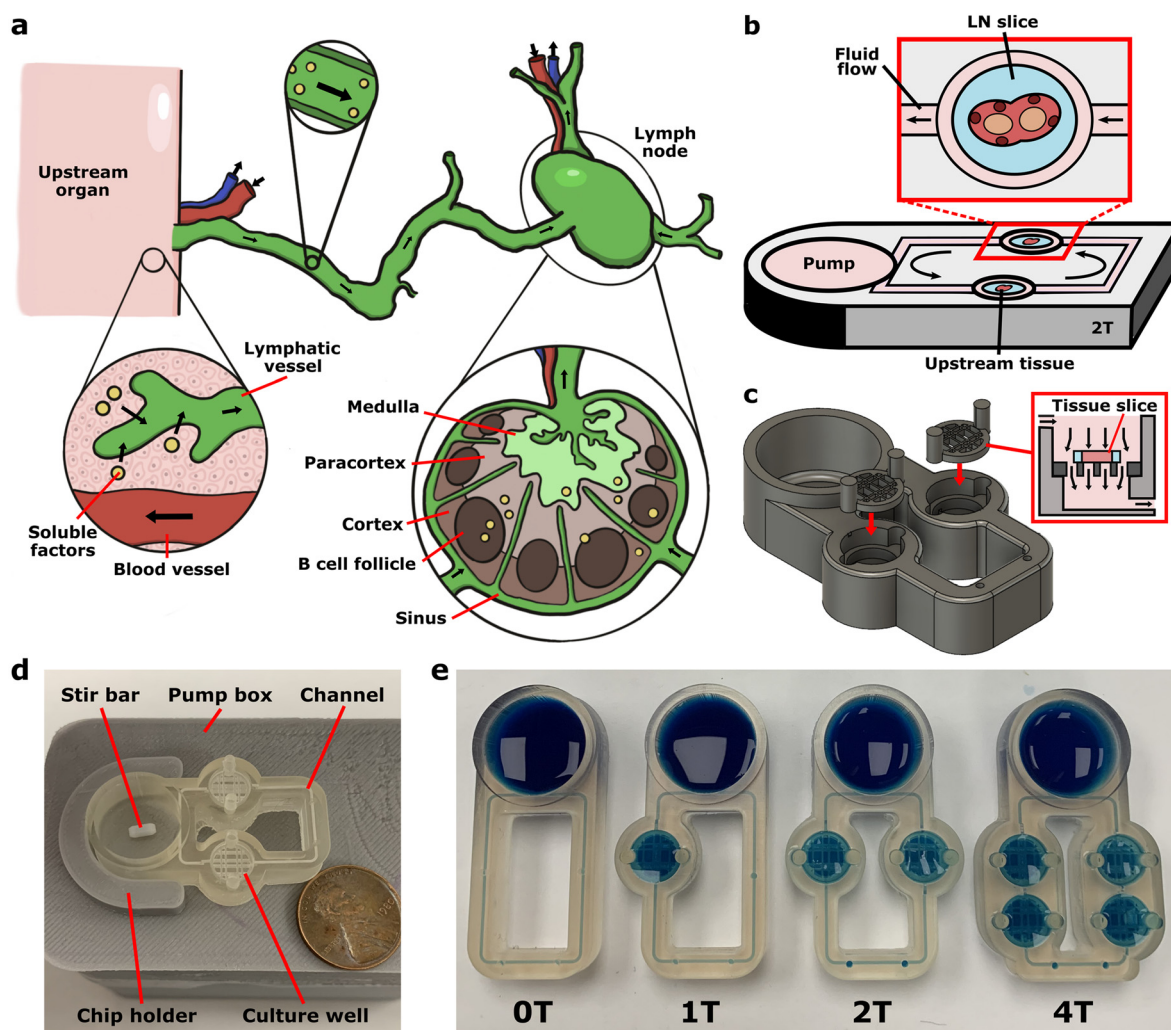 a
Upstream
organ
Lymph
node
Lymphatic
vessel
Soluble
factors
Blood vessel
Medulla
Paracortex
Cortex
B cell follicle
Sinus
b
LN slice
Fluid
flow
Pump
2T
Upstream tissue
c
Tissue slice
d
Stir bar
Pump box
Channel
Chip holder
Culture well
e
0T
1T
2T
4T